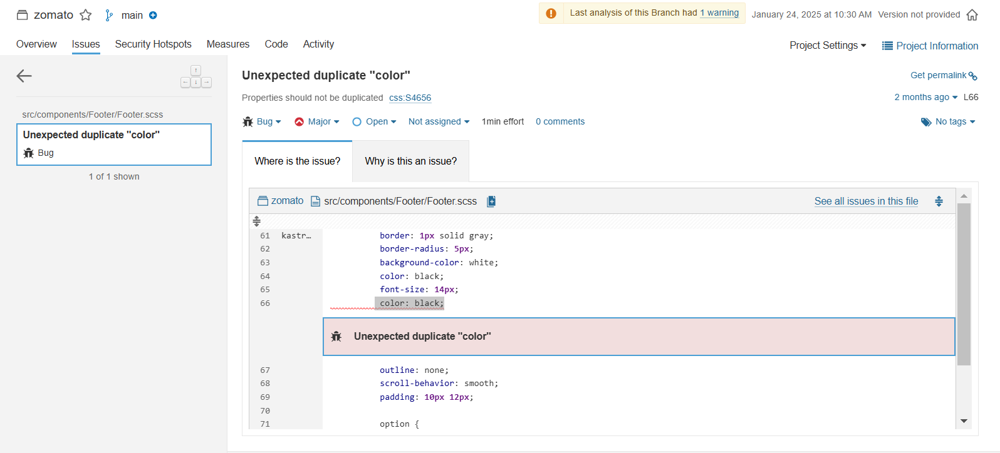 zomato main Last analysis of this Branch had 1 warning January 24, 2025 at 10:30 AM Version not provided
Overview Issues Security Hotspots Measures Code Activity Project Settings Project Information
src/components/Footer/Footer.scss
Unexpected duplicate "color"
Bug
1 of 1 shown
Unexpected duplicate "color" Get permalink
Properties should not be duplicated css:S4656 2 months ago L66
Bug Major Open Not assigned 1min effort 0 comments No tags
Where is the issue? Why is this an issue?
zomato src/components/Footer/Footer.scss See all issues in this file
61 kastr… border: 1px solid gray;
62 border-radius: 5px;
63 background-color: white;
64 color: black;
65 font-size: 14px;
66 color: black;
Unexpected duplicate "color"
67 outline: none;
68 scroll-behavior: smooth;
69 padding: 10px 12px;
70
71 option {